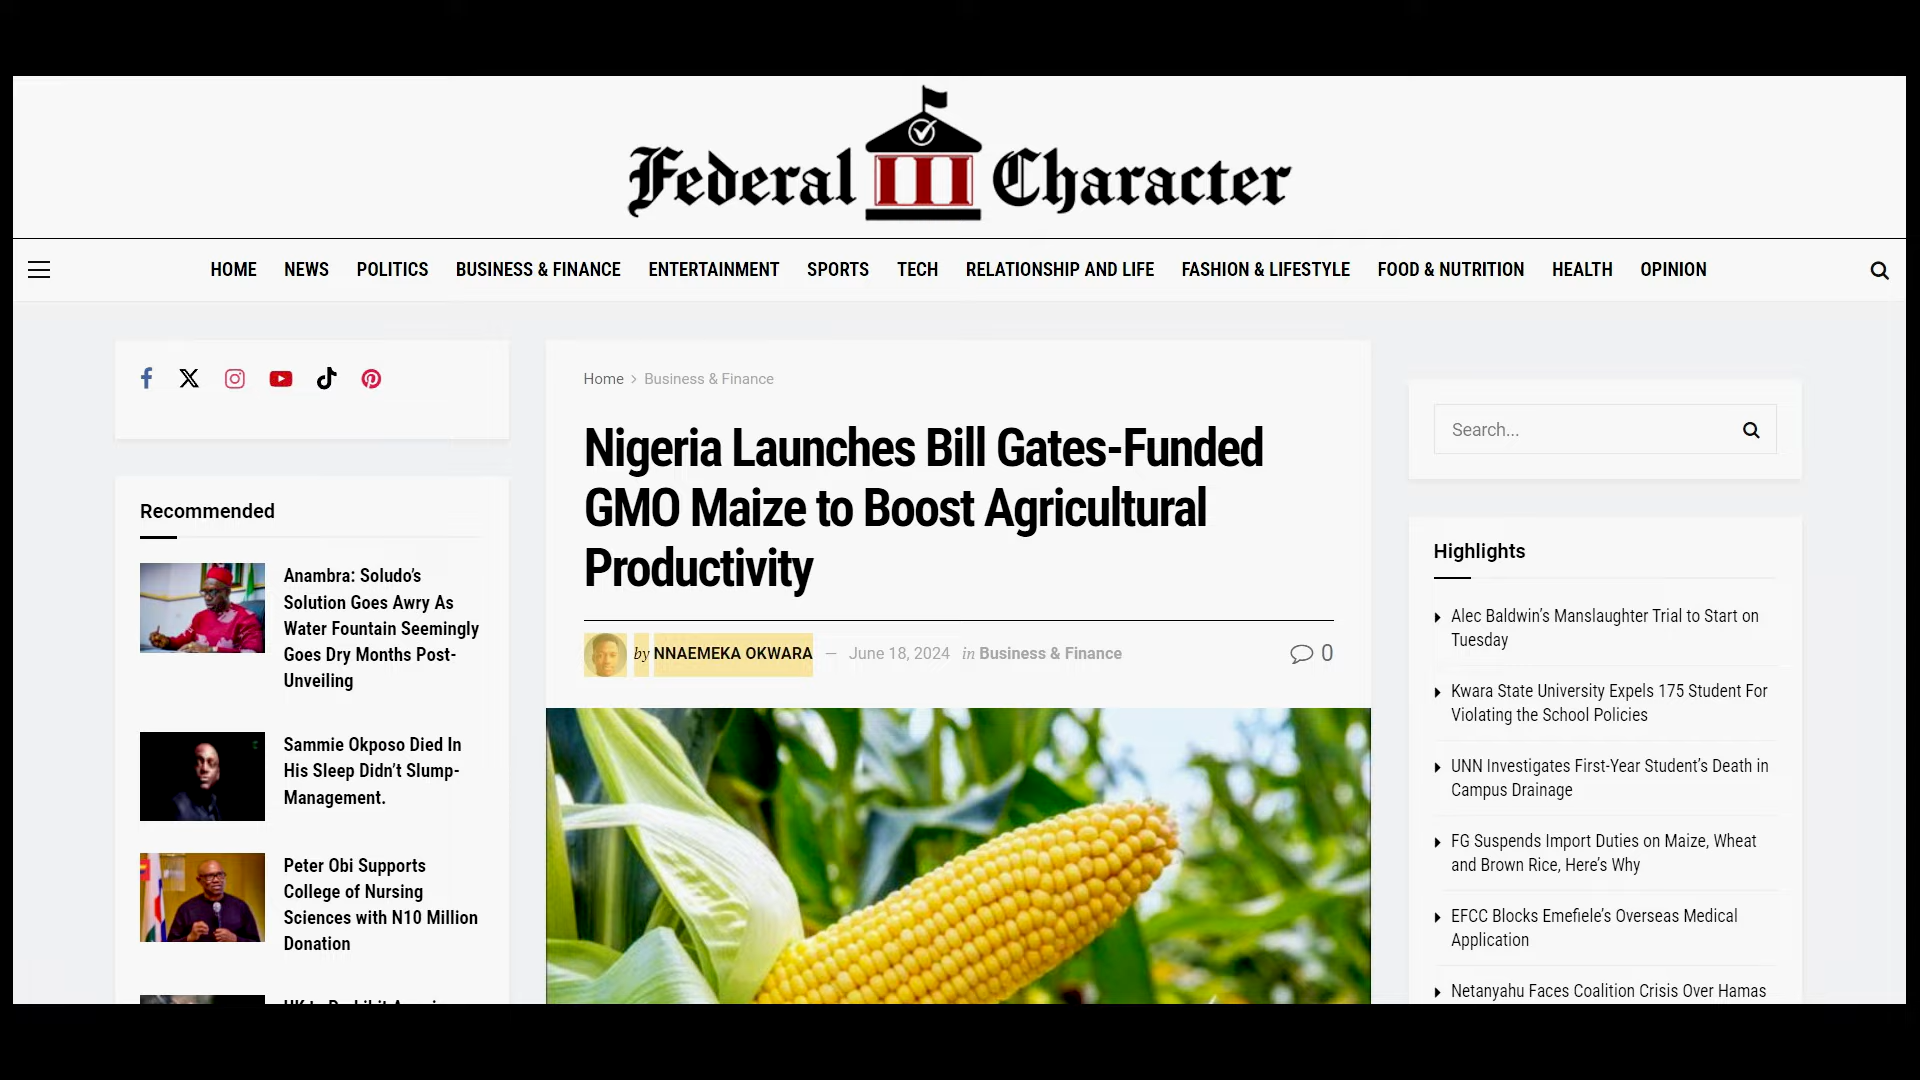 Federal Character
HOME NEWS POLITICS BUSINESS & FINANCE ENTERTAINMENT SPORTS TECH RELATIONSHIP AND LIFE FASHION & LIFESTYLE FOOD & NUTRITION HEALTH OPINION
Recommended
Anambra: Soludo’s
Solution Goes Awry As
Water Fountain Seemingly
Goes Dry Months Post-
Unveiling
Sammie Okposo Died In
His Sleep Didn’t Slump-
Management.
Peter Obi Supports
College of Nursing
Sciences with N10 Million
Donation
Home > Business & Finance
Nigeria Launches Bill Gates-Funded
GMO Maize to Boost Agricultural
Productivity
by NNAEMEKA OKWARA — June 18, 2024 in Business & Finance 0
Search...
Highlights
Alec Baldwin’s Manslaughter Trial to Start on
Tuesday
Kwara State University Expels 175 Student For
Violating the School Policies
UNN Investigates First-Year Student’s Death in
Campus Drainage
FG Suspends Import Duties on Maize, Wheat
and Brown Rice, Here’s Why
EFCC Blocks Emefiele’s Overseas Medical
Application
Netanyahu Faces Coalition Crisis Over Hamas